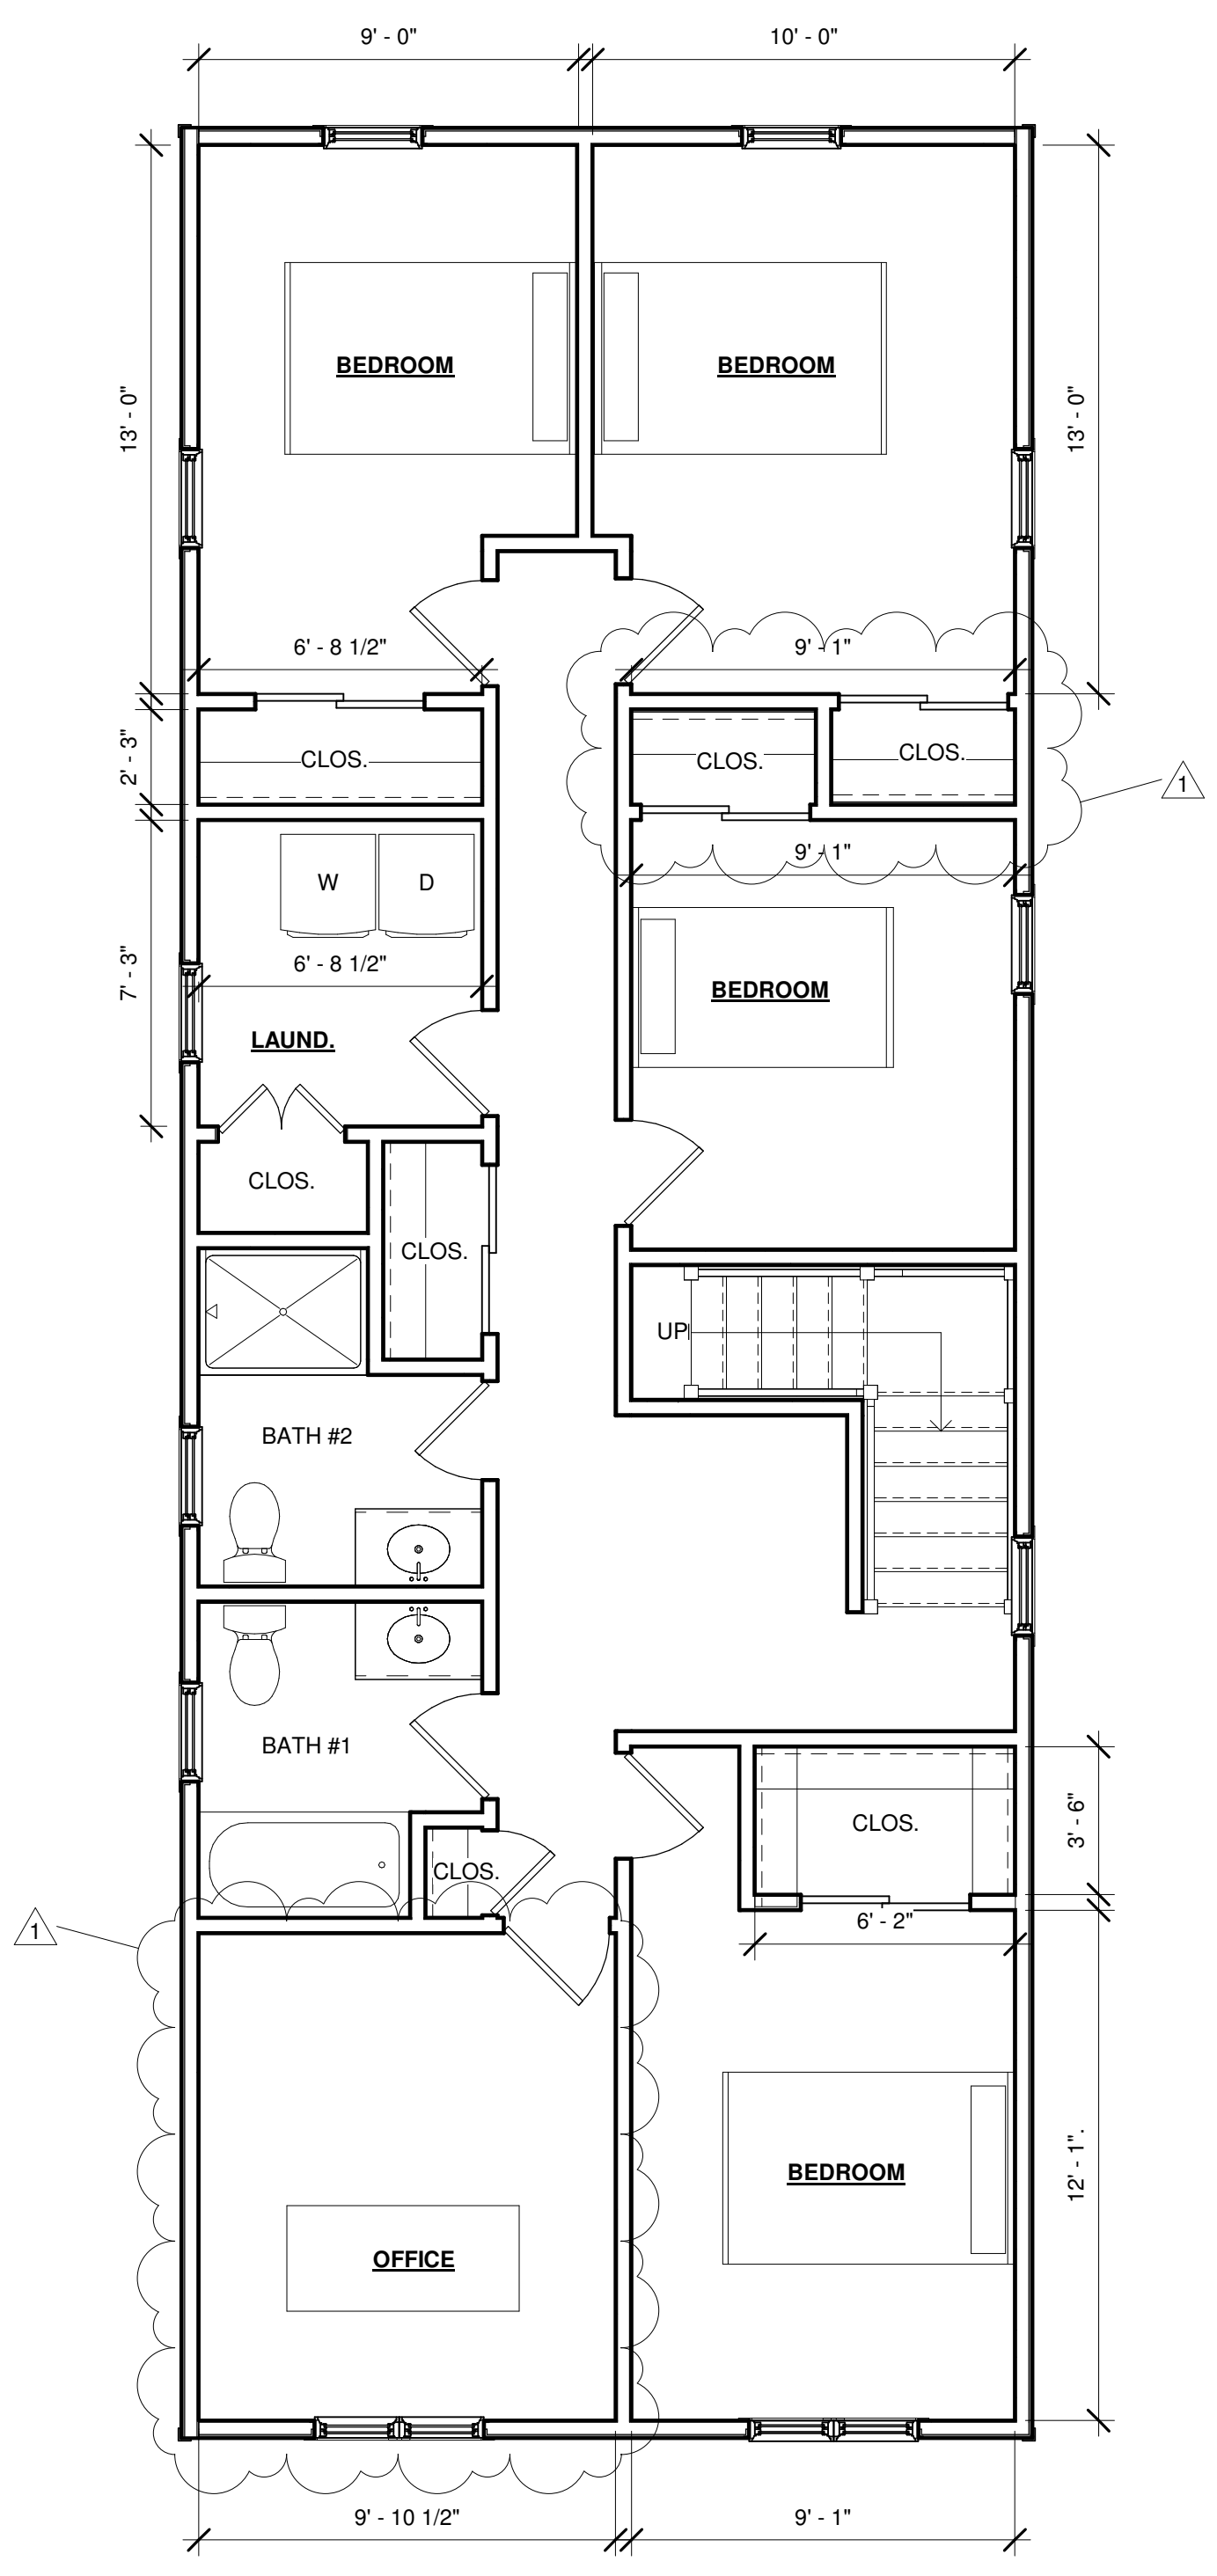 9' - 0"
10' - 0"
BEDROOM
BEDROOM
13' - 0"
13' - 0"
6' - 8 1/2"
9' - 1"
CLOS.
CLOS.
CLOS.
2' - 3"
1
9' - 1"
W
D
7' - 3"
6' - 8 1/2"
BEDROOM
LAUND.
CLOS.
CLOS.
UP
BATH #2
BATH #1
CLOS.
3' - 6"
CLOS.
6' - 2"
1
12' - 1".
BEDROOM
OFFICE
9' - 10 1/2"
9' - 1"